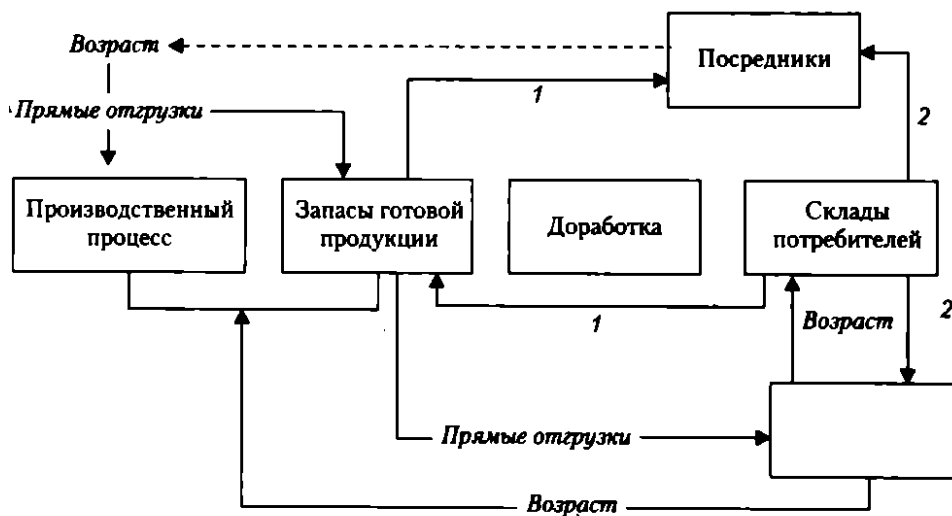 Возраст
Посредники
1
Прямые отгрузки
2
Производственный
процесс
Запасы готовой
продукции
Доработка
Склады
потребителей
1
Возраст
2
Прямые отгрузки
Возраст